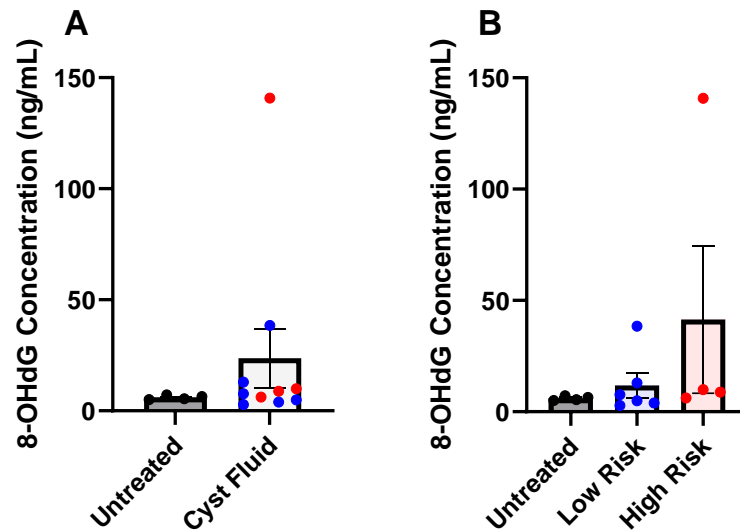 A
8-OHdG Concentration (ng/mL)
150
100
50
0
Untreated
Cyst Fluid
B
8-OHdG Concentration (ng/mL)
150
100
50
0
Untreated
Low Risk
High Risk